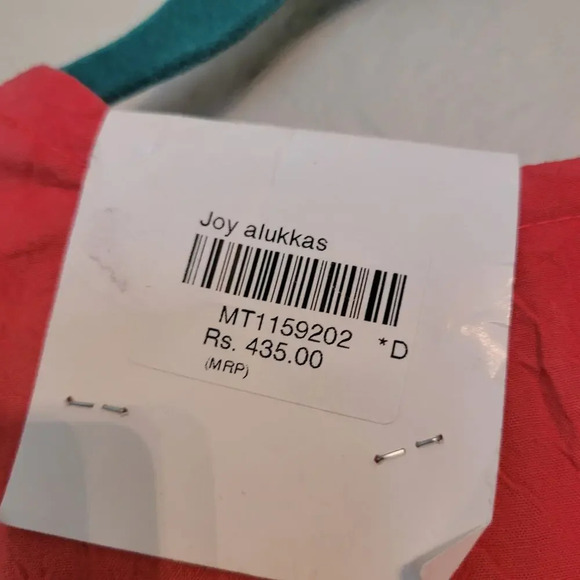 Joy alukkas
MT1159202 *D
Rs. 435.00
(MRP)